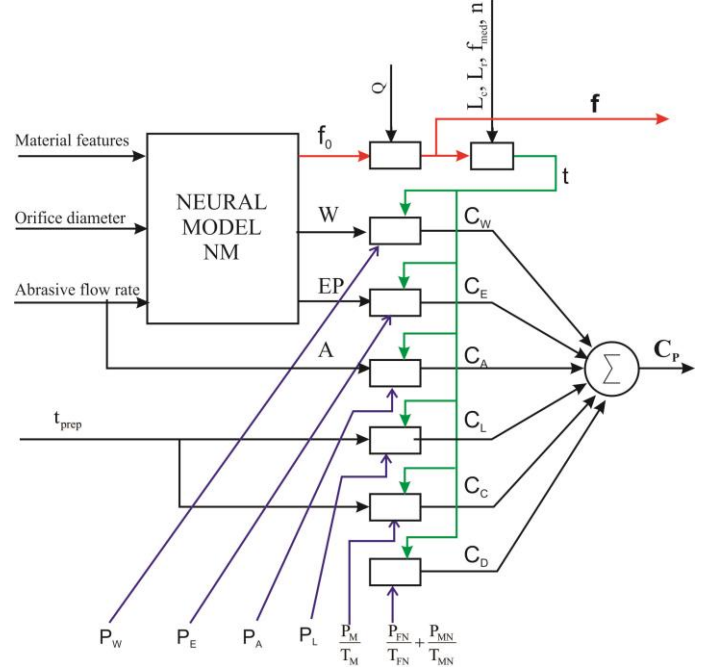 L_c, L_r, f_med, n
Q
f
Material features
f_0
t
NEURAL
MODEL
NM
Orifice diameter
W
C_W
Abrasive flow rate
EP
C_E
A
C_A
Σ
C_P
t_prep
C_L
C_C
C_D
P_W
P_E
P_A
P_L
P_M/T_M
P_FN/T_FN + P_MN/T_MN